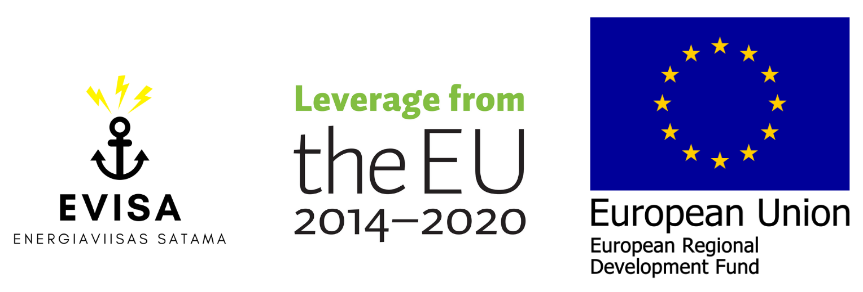 EVISA
ENERGIAVIISAS SATAMA
Leverage from
the EU
2014–2020
European Union
European Regional
Development Fund